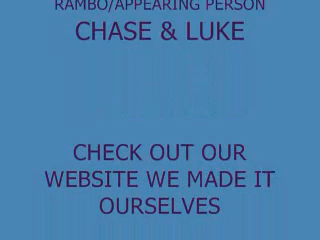 RAMBO/APPEARING PERSON
CHASE & LUKE
CHECK OUT OUR
WEBSITE WE MADE IT
OURSELVES